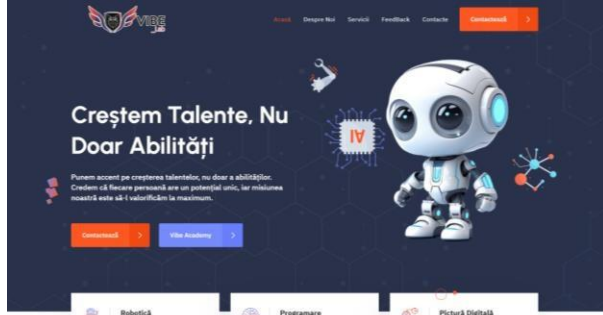 VIBE
Lab
Acasă Despre Noi Servicii FeedBack Contacte Contactează
Creștem Talente, Nu
Doar Abilități
AI
Punem accent pe creșterea talentelor, nu doar a abilităților.
Credem că fiecare persoană are un potențial unic, iar misiunea
noastră este să-l valorificăm la maximum.
Contactează Vibe Academy
Robotică Programare Pictură Digitală